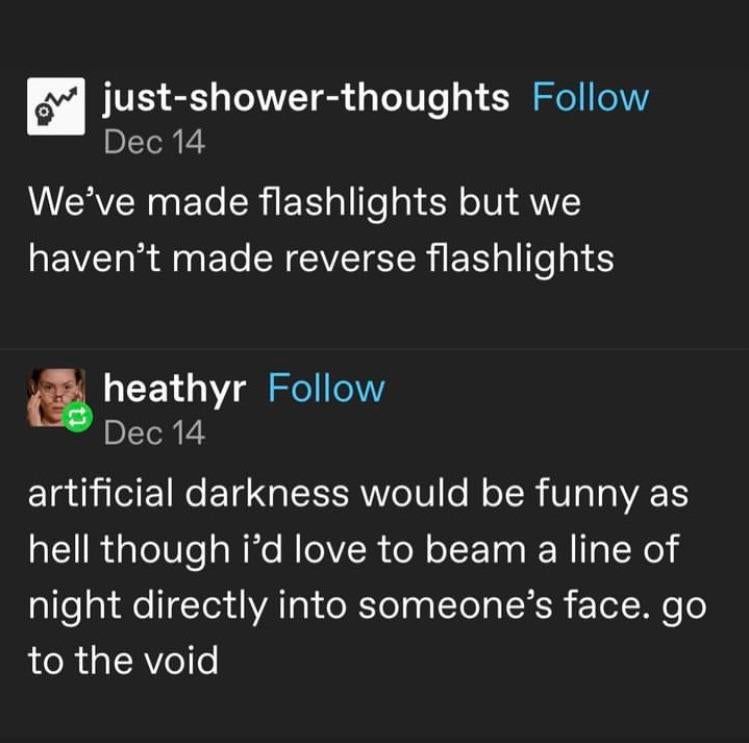 just-shower-thoughts Follow
Dec 14
We’ve made flashlights but we
haven’t made reverse flashlights
heathyr Follow
Dec 14
artificial darkness would be funny as
hell though i’d love to beam a line of
night directly into someone’s face. go
to the void